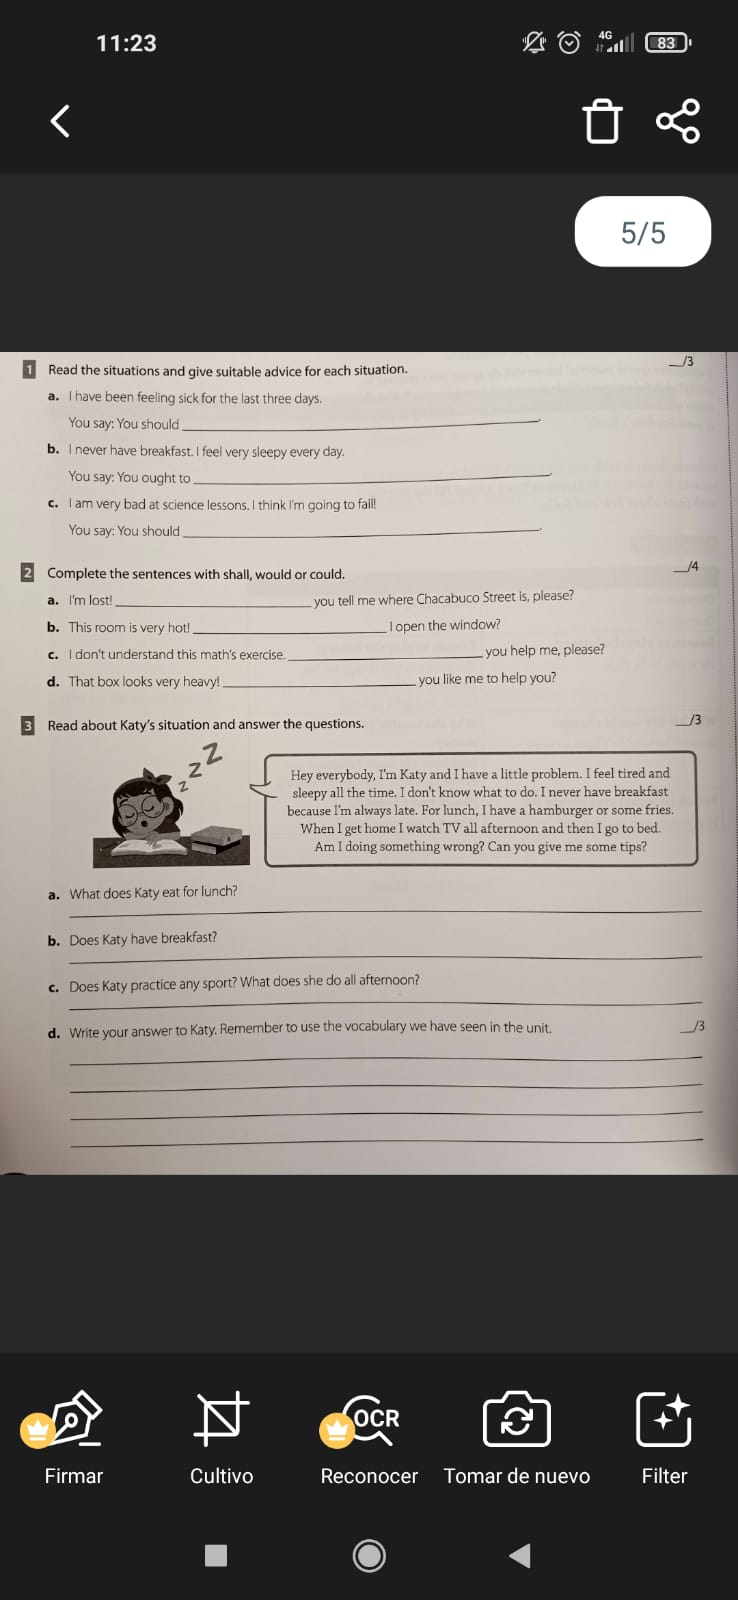 11:23
4G
83
5/5
1 Read the situations and give suitable advice for each situation. __/3
a. I have been feeling sick for the last three days.
You say: You should ______.
b. I never have breakfast. I feel very sleepy every day.
You say: You ought to ______.
c. I am very bad at science lessons. I think I'm going to fail!
You say: You should ______.
2 Complete the sentences with shall, would or could. __/4
a. I'm lost! ______ you tell me where Chacabuco Street is, please?
b. This room is very hot! ______ I open the window?
c. I don't understand this math's exercise. ______ you help me, please?
d. That box looks very heavy! ______ you like me to help you?
3 Read about Katy's situation and answer the questions. __/3
z z Z
Hey everybody, I'm Katy and I have a little problem. I feel tired and
sleepy all the time. I don't know what to do. I never have breakfast
because I'm always late. For lunch, I have a hamburger or some fries.
When I get home I watch TV all afternoon and then I go to bed.
Am I doing something wrong? Can you give me some tips?
a. What does Katy eat for lunch?
b. Does Katy have breakfast?
c. Does Katy practice any sport? What does she do all afternoon?
d. Write your answer to Katy. Remember to use the vocabulary we have seen in the unit. __/3
OCR
Firmar Cultivo Reconocer Tomar de nuevo Filter